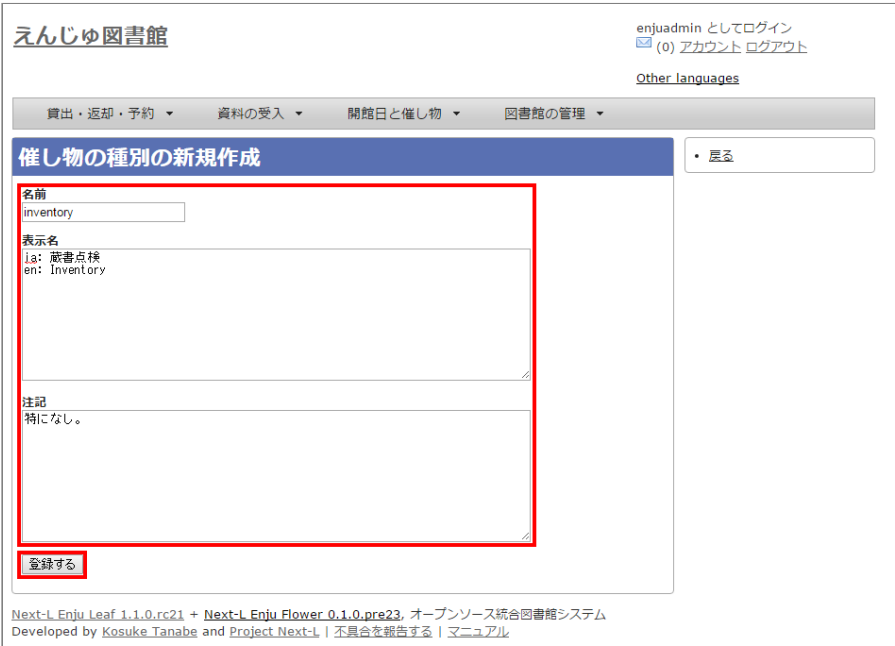 えんじゅ図書館
enjuadmin としてログイン
(0) アカウント ログアウト
Other languages
貸出・返却・予約 ▼ 資料の受入 ▼ 開館日と催し物 ▼ 図書館の管理 ▼
催し物の種別の新規作成
• 戻る
名前
inventory
表示名
ja: 蔵書点検
en: Inventory
注記
特になし。
登録する
Next-L Enju Leaf 1.1.0.rc21 + Next-L Enju Flower 0.1.0.pre23, オープンソース統合図書館システム
Developed by Kosuke Tanabe and Project Next-L | 不具合を報告する | マニュアル